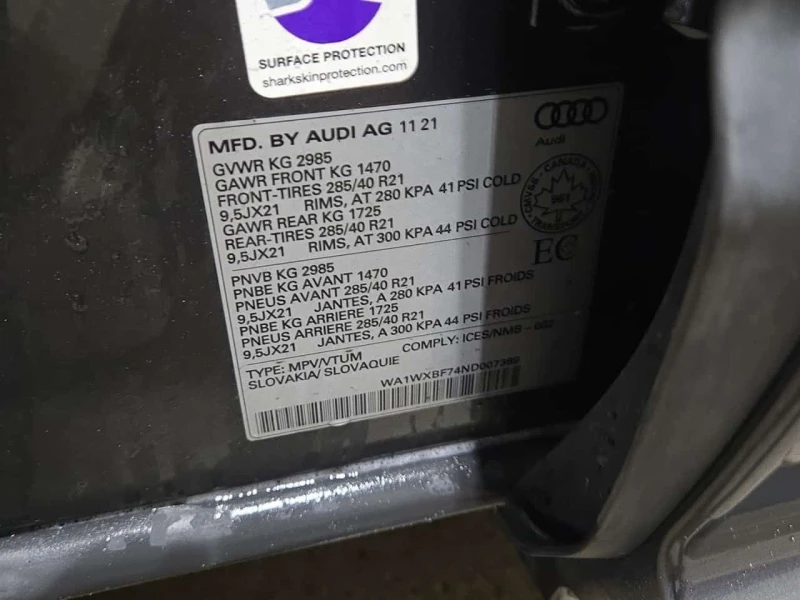 SURFACE PROTECTION
sharkskinprotection.com
MFD. BY AUDI AG 11 21
Audi
GVWR KG 2985
GAWR FRONT KG 1470
FRONT-TIRES 285/40 R21
9,5JX21 RIMS, AT 280 KPA 41 PSI COLD
GAWR REAR KG 1725
REAR-TIRES 285/40 R21
9,5JX21 RIMS, AT 300 KPA 44 PSI COLD
CANADA
CMVSS
TRANSPORT
EC
PNVB KG 2985
PNBE KG AVANT 1470
PNEUS AVANT 285/40 R21
9,5JX21 JANTES, A 280 KPA 41 PSI FROIDS
PNBE KG ARRIERE 1725
PNEUS ARRIERE 285/40 R21
9,5JX21 JANTES, A 300 KPA 44 PSI FROIDS
TYPE: MPV/VTUM COMPLY: ICES/NMB - 002
SLOVAKIA/ SLOVAQUIE
WA1WXBF74ND007389